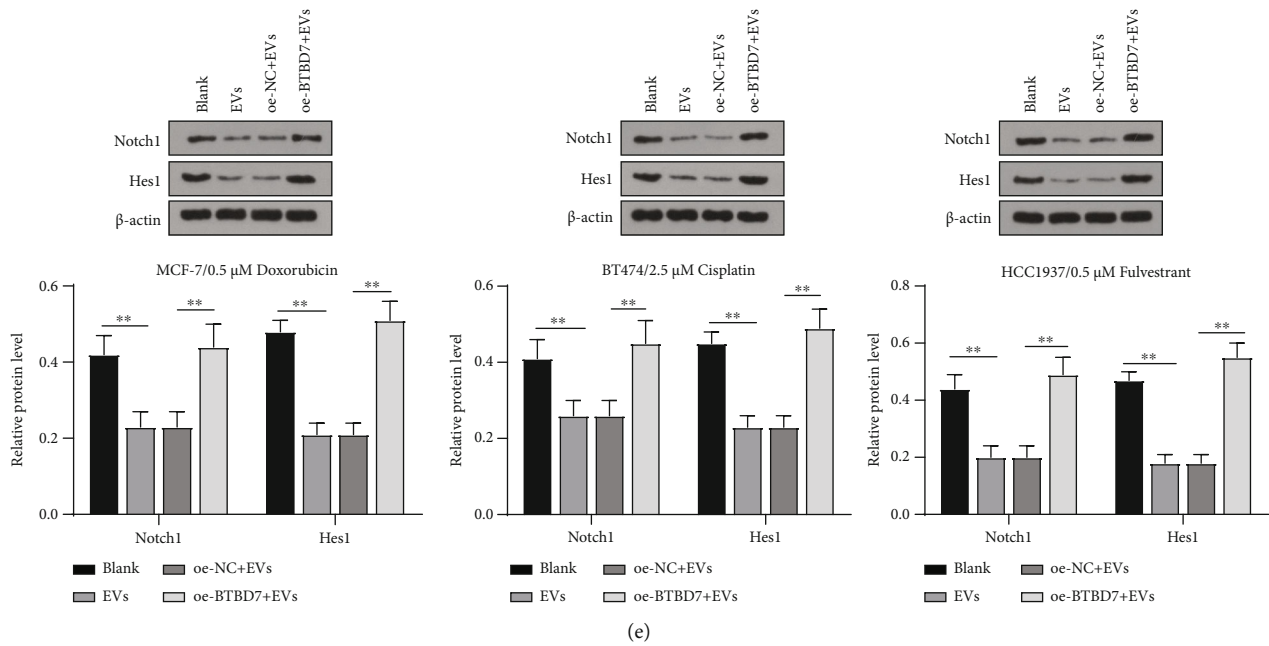 Blank
EVs
oe-NC+EVs
oe-BTBD7+EVs
Notch1
Hes1
β-actin
MCF-7/0.5 μM Doxorubicin
Relative protein level
0.6
0.4
0.2
0.0
**
**
**
**
Notch1
Hes1
Blank
oe-NC+EVs
EVs
oe-BTBD7+EVs
Blank
EVs
oe-NC+EVs
oe-BTBD7+EVs
Notch1
Hes1
β-actin
BT474/2.5 μM Cisplatin
Relative protein level
0.6
0.4
0.2
0.0
**
**
**
**
Notch1
Hes1
Blank
oe-NC+EVs
EVs
oe-BTBD7+EVs
Blank
EVs
oe-NC+EVs
oe-BTBD7+EVs
Notch1
Hes1
β-actin
HCC1937/0.5 μM Fulvestrant
Relative protein level
0.8
0.6
0.4
0.2
0.0
**
**
**
**
Notch1
Hes1
Blank
oe-NC+EVs
EVs
oe-BTBD7+EVs
(e)